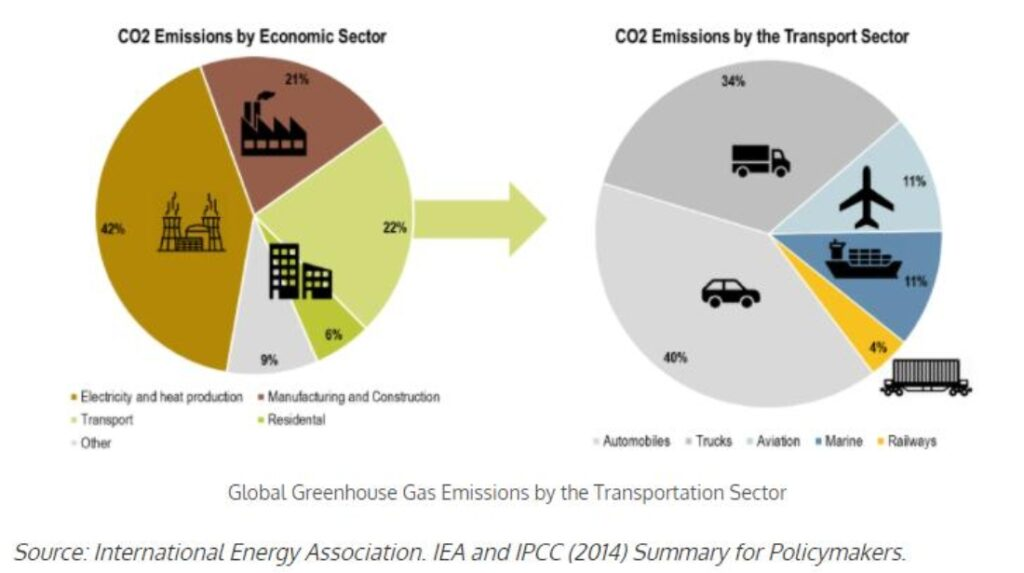 CO2 Emissions by Economic Sector
21%
42%
22%
6%
9%
Electricity and heat production
Manufacturing and Construction
Transport
Residental
Other
CO2 Emissions by the Transport Sector
34%
11%
11%
4%
40%
Automobiles Trucks Aviation Marine Railways
Global Greenhouse Gas Emissions by the Transportation Sector
Source: International Energy Association. IEA and IPCC (2014) Summary for Policymakers.